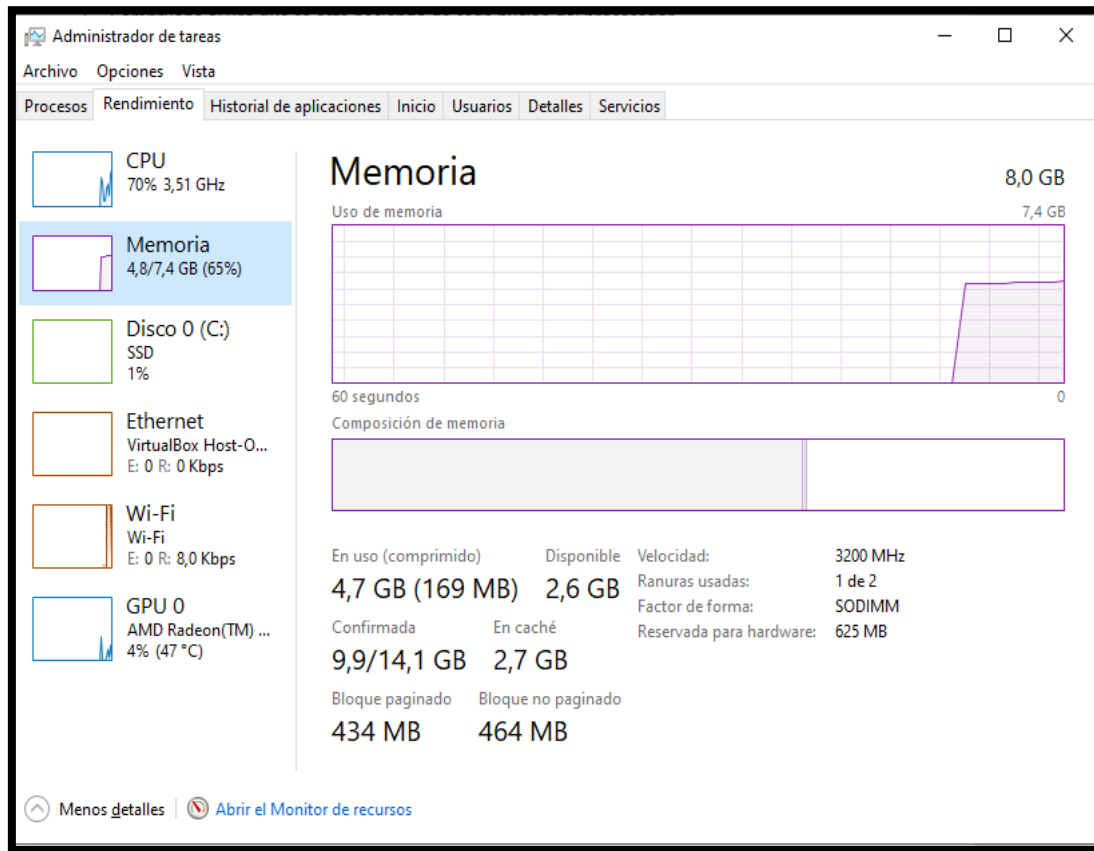 Administrador de tareas
Archivo Opciones Vista
Procesos Rendimiento Historial de aplicaciones Inicio Usuarios Detalles Servicios
CPU
70% 3,51 GHz
Memoria
4,8/7,4 GB (65%)
Disco 0 (C:)
SSD
1%
Ethernet
VirtualBox Host-O...
E: 0 R: 0 Kbps
Wi-Fi
Wi-Fi
E: 0 R: 8,0 Kbps
GPU 0
AMD Radeon(TM) ...
4% (47 °C)
Memoria 8,0 GB
Uso de memoria 7,4 GB
60 segundos 0
Composición de memoria
En uso (comprimido) Disponible
4,7 GB (169 MB) 2,6 GB
Confirmada En caché
9,9/14,1 GB 2,7 GB
Bloque paginado Bloque no paginado
434 MB 464 MB
Velocidad: 3200 MHz
Ranuras usadas: 1 de 2
Factor de forma: SODIMM
Reservada para hardware: 625 MB
Menos detalles Abrir el Monitor de recursos